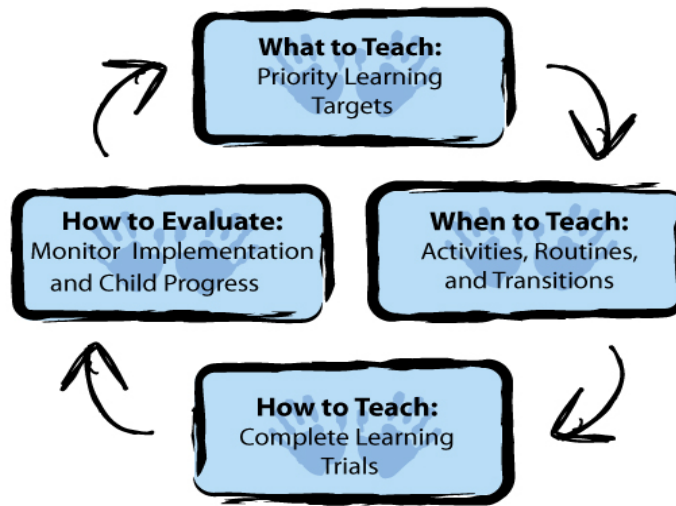 What to Teach:
Priority Learning
Targets
When to Teach:
Activities, Routines,
and Transitions
How to Teach:
Complete Learning
Trials
How to Evaluate:
Monitor Implementation
and Child Progress